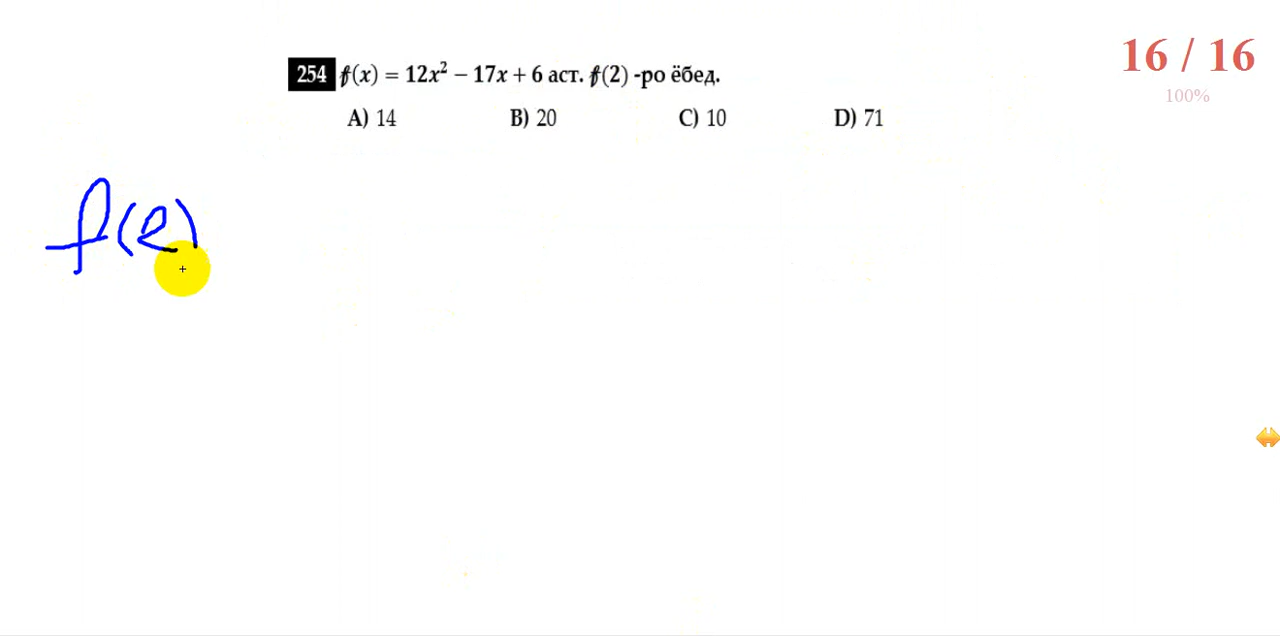 16 / 16
100%
254 f(x) = 12x² − 17x + 6 аст. f(2) -ро ёбед.
A) 14 B) 20 C) 10 D) 71
f(2)